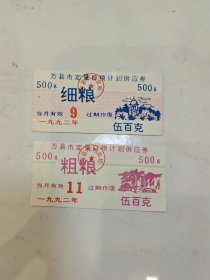 万县市定量口粮计划供应券
500g 500g
细粮
当月有效 9 过期作废
一九九二年 伍百克
万县市定量口粮计划供应券
500g 500g
粗粮
当月有效 11 过期作废
一九九二年 伍百克